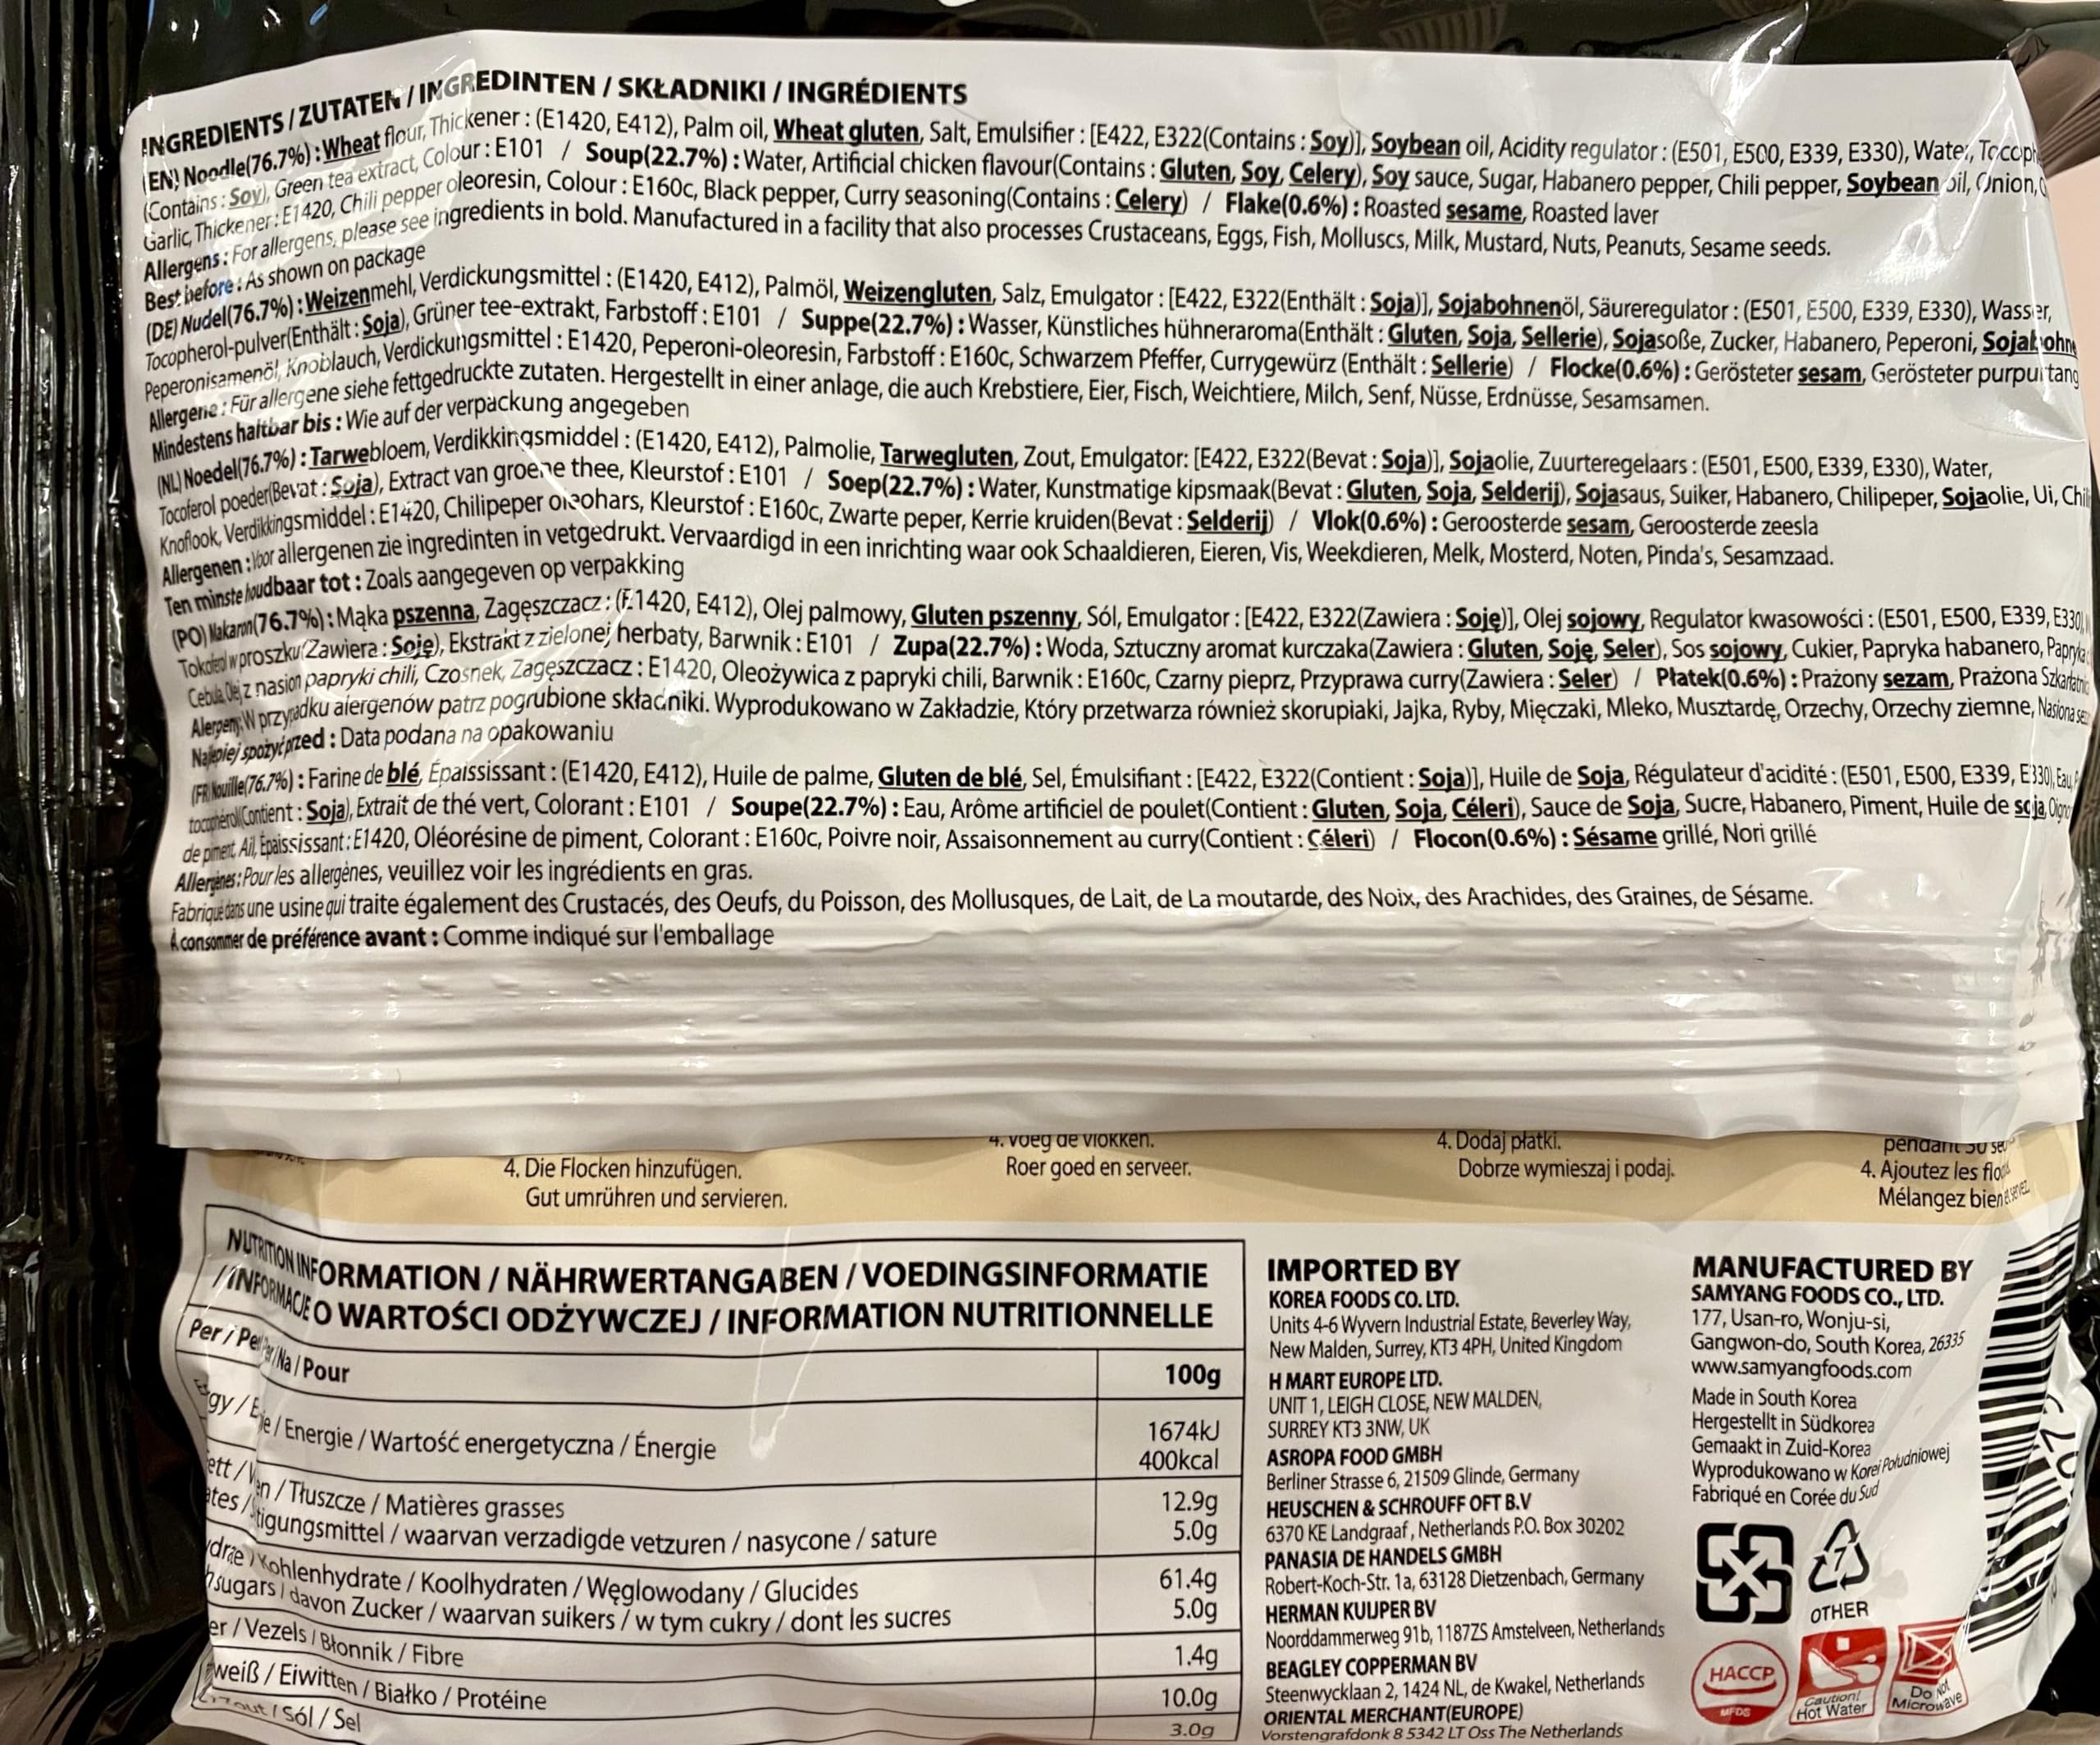 INGREDIENTS / ZUTATEN / INGREDINTEN / SKŁADNIKI / INGRÉDIENTS
(EN) Noodle(76.7%) : Wheat flour, Thickener : (E1420, E412), Palm oil, Wheat gluten, Salt, Emulsifier : [E422, E322(Contains : Soy)], Soybean oil, Acidity regulator : (E501, E500, E339, E330), Water,
(Contains : Soy), Green tea extract, Colour : E101 / Soup(22.7%) : Water, Artificial chicken flavour(Contains : Gluten, Soy, Celery), Soy sauce, Sugar, Habanero pepper, Chili pepper, Soybean oil, Onion,
Garlic, Thickener : E1420, Chili pepper oleoresin, Colour : E160c, Black pepper, Curry seasoning(Contains : Celery) / Flake(0.6%) : Roasted sesame, Roasted laver
Allergens : For allergens, please see ingredients in bold. Manufactured in a facility that also processes Crustaceans, Eggs, Fish, Molluscs, Milk, Mustard, Nuts, Peanuts, Sesame seeds.
Best before : As shown on package
(DE) Nudel(76.7%) : Weizenmehl, Verdickungsmittel : (E1420, E412), Palmöl, Weizengluten, Salz, Emulgator : [E422, E322(Enthält : Soja)], Sojabohnenöl, Säureregulator : (E501, E500, E339, E330), Wasser,
Tocopherol-pulver(Enthält : Soja), Grüner tee-extrakt, Farbstoff : E101 / Suppe(22.7%) : Wasser, Künstliches hühneraroma(Enthält : Gluten, Soja, Sellerie), Sojasoße, Zucker, Habanero, Peperoni,
Peperonisamenöl, Knoblauch, Verdickungsmittel : E1420, Peperoni-oleoresin, Farbstoff : E160c, Schwarzem Pfeffer, Currygewürz (Enthält : Sellerie) / Flocke(0.6%) : Gerösteter sesam, Gerösteter purpurtang
Allergene : Für allergene siehe fettgedruckte zutaten. Hergestellt in einer anlage, die auch Krebstiere, Eier, Fisch, Weichtiere, Milch, Senf, Nüsse, Erdnüsse, Sesamsamen.
Mindestens haltbar bis : Wie auf der verpackung angegeben
(NL) Noedel(76.7%) : Tarwebloem, Verdikkingsmiddel : (E1420, E412), Palmolie, Tarwegluten, Zout, Emulgator: [E422, E322(Bevat : Soja)], Sojaolie, Zuurteregelaars : (E501, E500, E339, E330), Water,
Tocoferol poeder(Bevat : Soja), Extract van groene thee, Kleurstof : E101 / Soep(22.7%) : Water, Kunstmatige kipsmaak(Bevat : Gluten, Soja, Selderij), Sojasaus, Suiker, Habanero, Chilipeper, Sojaolie, Ui,
Knoflook, Verdikkingsmiddel : E1420, Chilipeper oleohars, Kleurstof : E160c, Zwarte peper, Kerrie kruiden(Bevat : Selderij) / Vlok(0.6%) : Geroosterde sesam, Geroosterde zeesla
Allergenen : Voor allergenen zie ingredinten in vetgedrukt. Vervaardigd in een inrichting waar ook Schaaldieren, Eieren, Vis, Weekdieren, Melk, Mosterd, Noten, Pinda's, Sesamzaad.
Ten minste houdbaar tot : Zoals aangegeven op verpakking
(PO) Makaron(76.7%) : Mąka pszenna, Zagęszczacz : (E1420, E412), Olej palmowy, Gluten pszenny, Sól, Emulgator : [E422, E322(Zawiera : Soję)], Olej sojowy, Regulator kwasowości : (E501, E500, E339, E330),
Tokoferol w proszku(Zawiera : Soję), Ekstrakt z zielonej herbaty, Barwnik : E101 / Zupa(22.7%) : Woda, Sztuczny aromat kurczaka(Zawiera : Gluten, Soję, Seler), Sos sojowy, Cukier, Papryka habanero, Papryka
Cebula, Olej z nasion papryki chili, Czosnek, Zagęszczacz : E1420, Oleożywica z papryki chili, Barwnik : E160c, Czarny pieprz, Przyprawa curry(Zawiera : Seler) / Płatek(0.6%) : Prażony sezam, Prażona
Alergeny: W przypadku alergenów patrz pogrubione składniki. Wyprodukowano w Zakładzie, Który przetwarza również skorupiaki, Jajka, Ryby, Mięczaki, Mleko, Musztardę, Orzechy, Orzechy ziemne, Nasiona
Najlepiej spożyć przed : Data podana na opakowaniu
(FR) Nouille(76.7%) : Farine de blé, Épaississant : (E1420, E412), Huile de palme, Gluten de blé, Sel, Émulsifiant : [E422, E322(Contient : Soja)], Huile de Soja, Régulateur d'acidité : (E501, E500, E339, E330), Eau,
tocophérol(Contient : Soja), Extrait de thé vert, Colorant : E101 / Soupe(22.7%) : Eau, Arôme artificiel de poulet(Contient : Gluten, Soja, Céleri), Sauce de Soja, Sucre, Habanero, Piment, Huile de soja,
de piment, Ail, Épaississant : E1420, Oléorésine de piment, Colorant : E160c, Poivre noir, Assaisonnement au curry(Contient : Céleri) / Flocon(0.6%) : Sésame grillé, Nori grillé
Allergènes : Pour les allergènes, veuillez voir les ingrédients en gras.
Fabriqué dans une usine qui traite également des Crustacés, des Oeufs, du Poisson, des Mollusques, de Lait, de La moutarde, des Noix, des Arachides, des Graines, de Sésame.
À consommer de préférence avant : Comme indiqué sur l'emballage
4. Die Flocken hinzufügen.
Gut umrühren und servieren.
4. Voeg de vlokken.
Roer goed en serveer.
4. Dodaj płatki.
Dobrze wymieszaj i podaj.
pendant 30
4. Ajoutez les
Mélangez bien et servez.
NUTRITION INFORMATION / NÄHRWERTANGABEN / VOEDINGSINFORMATIE
/ INFORMACJE O WARTOŚCI ODŻYWCZEJ / INFORMATION NUTRITIONNELLE
Per / Per / Na / Pour 100g
/ Energie / Wartość energetyczna / Énergie 1674kJ
400kcal
/ Tłuszcze / Matières grasses 12.9g
/ waarvan verzadigde vetzuren / nasycone / sature 5.0g
Kohlenhydrate / Koolhydraten / Węglowodany / Glucides 61.4g
sugars / davon Zucker / waarvan suikers / w tym cukry / dont les sucres 5.0g
/ Vezels / Błonnik / Fibre 1.4g
/ Eiwitten / Białko / Protéine 10.0g
/ Sól / Sel 3.0g
IMPORTED BY
KOREA FOODS CO. LTD.
Units 4-6 Wyvern Industrial Estate, Beverley Way,
New Malden, Surrey, KT3 4PH, United Kingdom
H MART EUROPE LTD.
UNIT 1, LEIGH CLOSE, NEW MALDEN,
SURREY KT3 3NW, UK
ASROPA FOOD GMBH
Berliner Strasse 6, 21509 Glinde, Germany
HEUSCHEN & SCHROUFF OFT B.V
6370 KE Landgraaf, Netherlands P.O. Box 30202
PANASIA DE HANDELS GMBH
Robert-Koch-Str. 1a, 63128 Dietzenbach, Germany
HERMAN KUIJPER BV
Noorddammerweg 91b, 1187ZS Amstelveen, Netherlands
BEAGLEY COPPERMAN BV
Steenwycklaan 2, 1424 NL, de Kwakel, Netherlands
ORIENTAL MERCHANT(EUROPE)
Vorstengrafdonk 8 5342 LT Oss The Netherlands
MANUFACTURED BY
SAMYANG FOODS CO., LTD.
177, Usan-ro, Wonju-si,
Gangwon-do, South Korea, 26335
www.samyangfoods.com
Made in South Korea
Hergestellt in Südkorea
Gemaakt in Zuid-Korea
Wyprodukowano w Korei Południowej
Fabriqué en Corée du Sud
7
OTHER
HACCP
MFDS
Caution!
Hot Water
Do Not
Microwave